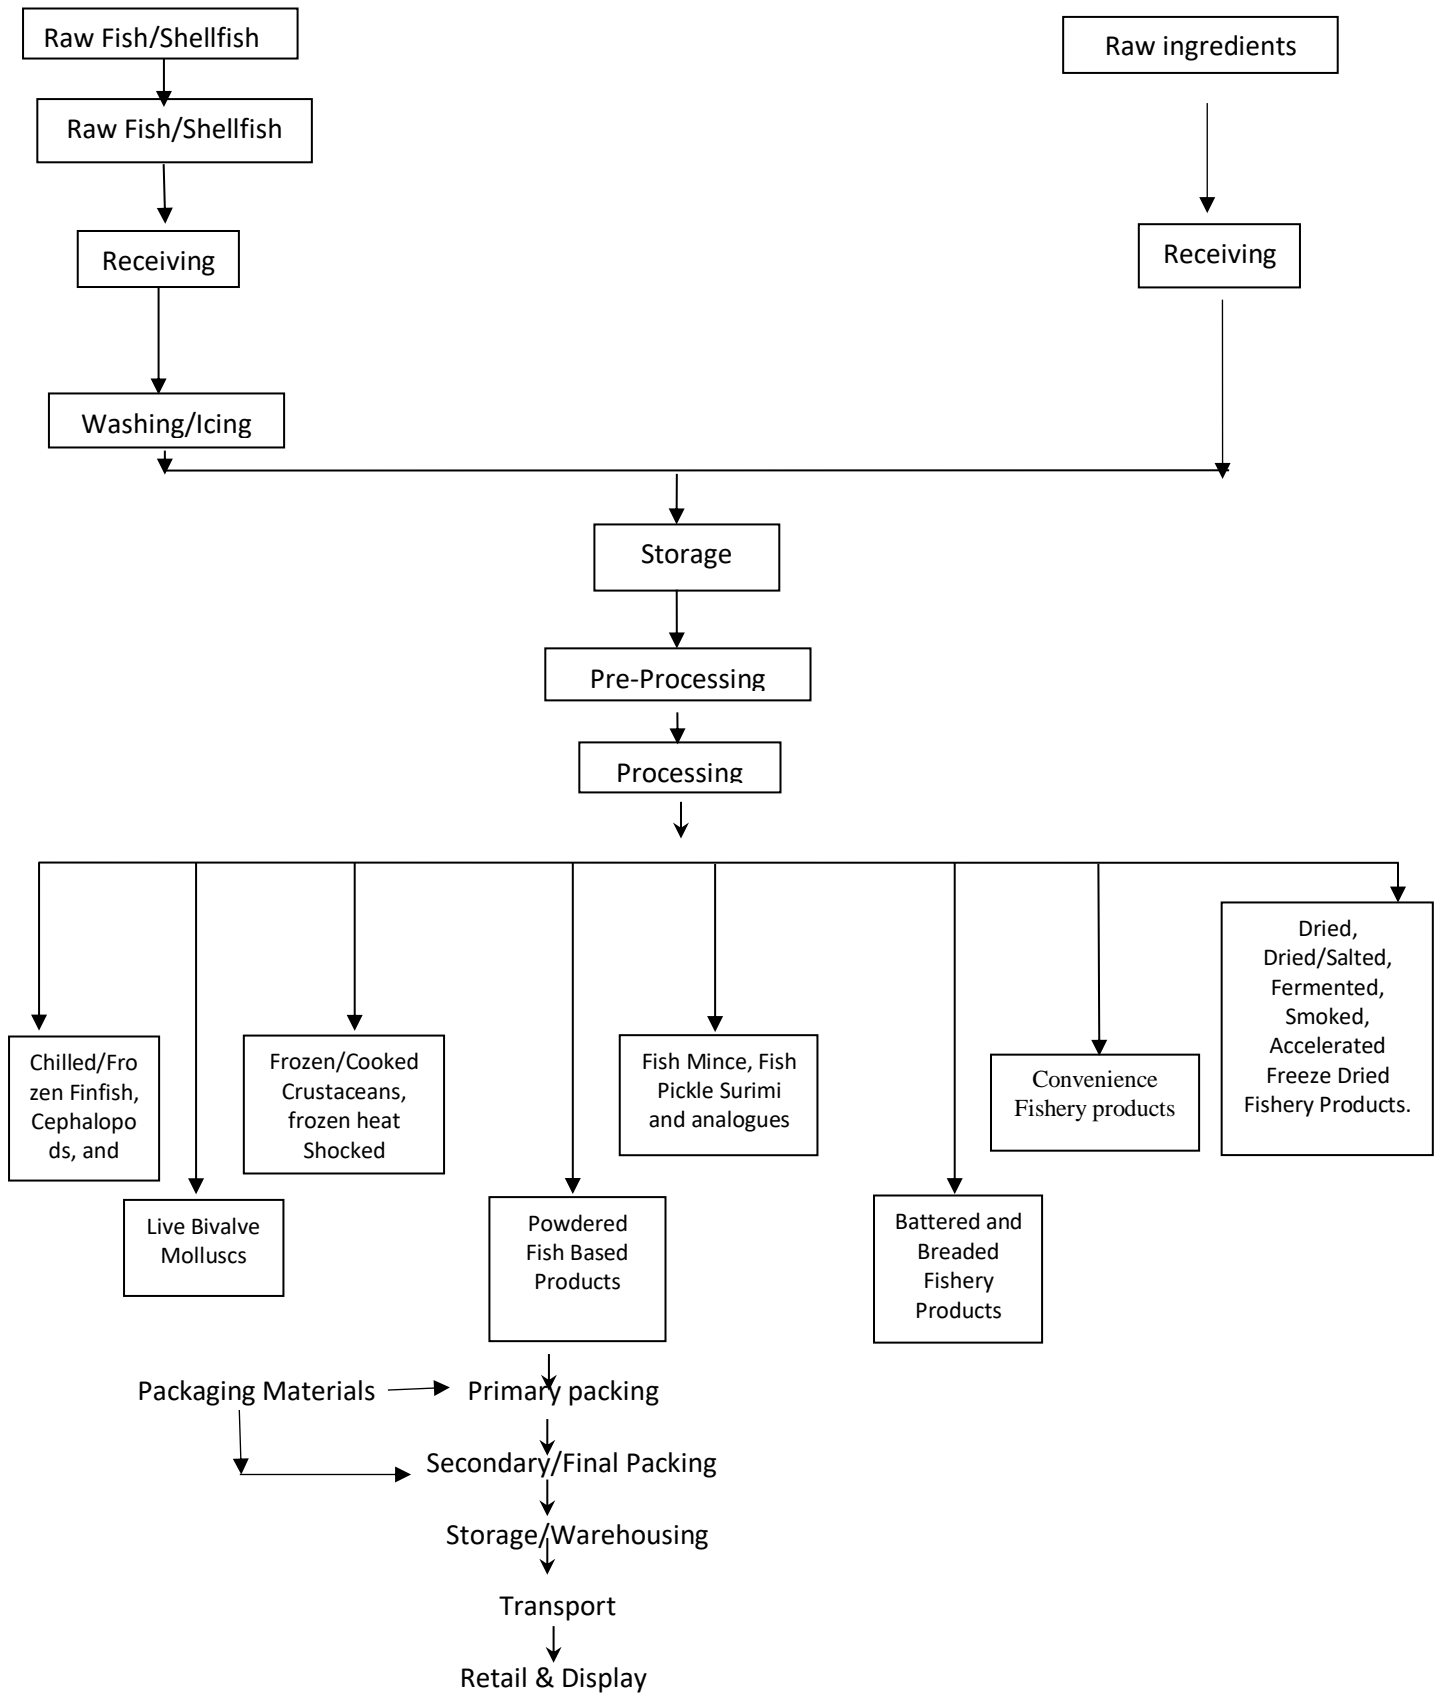 Raw Fish/Shellfish
Raw ingredients
Raw Fish/Shellfish
Receiving
Receiving
Washing/Icing
Storage
Pre-Processing
Processing
Chilled/Fro
zen Finfish,
Cephalopo
ds, and
Live Bivalve
Molluscs
Frozen/Cooked
Crustaceans,
frozen heat
Shocked
Powdered
Fish Based
Products
Fish Mince, Fish
Pickle Surimi
and analogues
Battered and
Breaded
Fishery
Products
Convenience
Fishery products
Dried,
Dried/Salted,
Fermented,
Smoked,
Accelerated
Freeze Dried
Fishery Products.
Packaging Materials
Primary packing
Secondary/Final Packing
Storage/Warehousing
Transport
Retail & Display